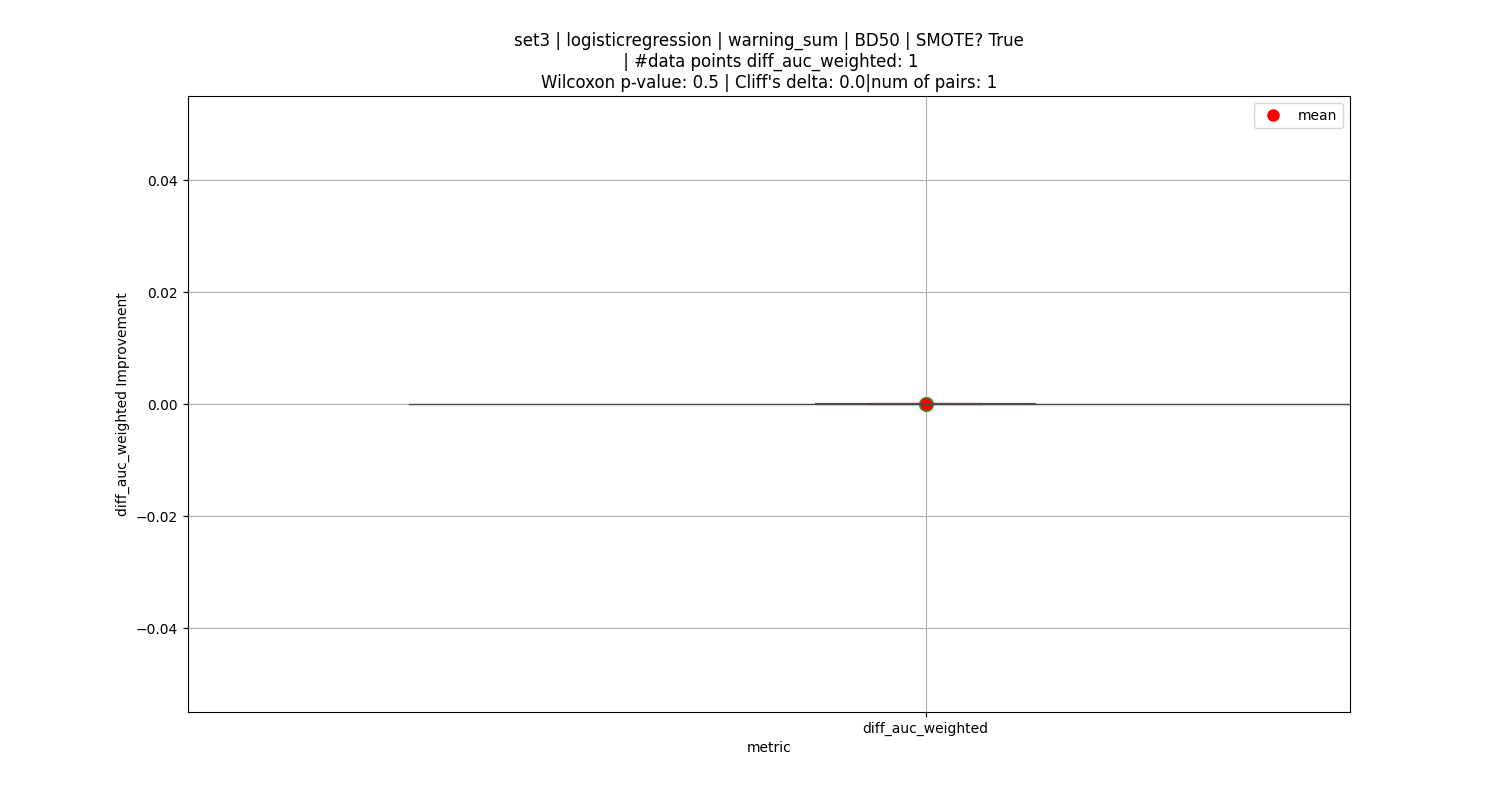 set3 | logisticregression | warning_sum | BD50 | SMOTE? True
| #data points diff_auc_weighted: 1
Wilcoxon p-value: 0.5 | Cliff's delta: 0.0|num of pairs: 1
mean
0.04
0.02
0.00
−0.02
−0.04
diff_auc_weighted Improvement
diff_auc_weighted
metric